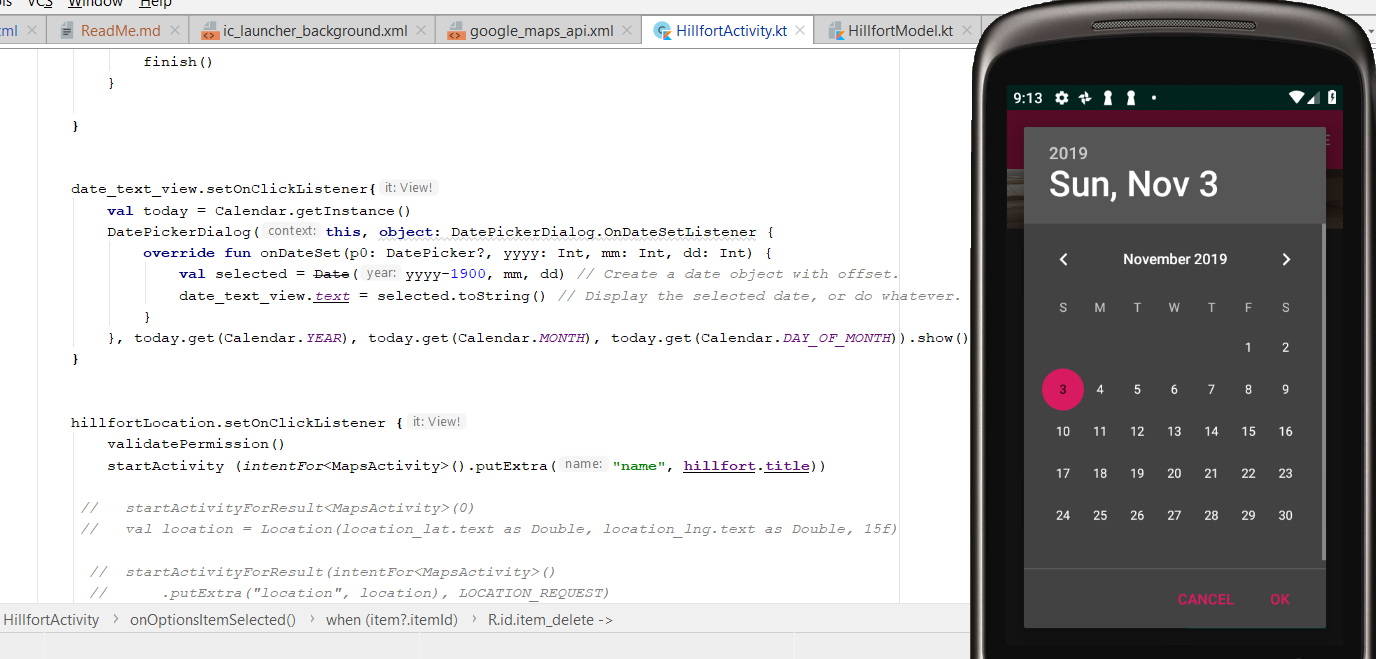 VCS Window Help
ml ReadMe.md ic_launcher_background.xml google_maps_api.xml HillfortActivity.kt HillfortModel.kt
finish()
}
}
date_text_view.setOnClickListener{ it: View!
val today = Calendar.getInstance()
DatePickerDialog( context: this, object: DatePickerDialog.OnDateSetListener {
override fun onDateSet(p0: DatePicker?, yyyy: Int, mm: Int, dd: Int) {
val selected = Date( year: yyyy-1900, mm, dd) // Create a date object with offset.
date_text_view.text = selected.toString() // Display the selected date, or do whatever.
}
}, today.get(Calendar.YEAR), today.get(Calendar.MONTH), today.get(Calendar.DAY_OF_MONTH)).show()
}
hillfortLocation.setOnClickListener { it: View!
validatePermission()
startActivity (intentFor<MapsActivity>().putExtra( name: "name", hillfort.title))
// startActivityForResult<MapsActivity>(0)
// val location = Location(location_lat.text as Double, location_lng.text as Double, 15f)
// startActivityForResult(intentFor<MapsActivity>()
// .putExtra("location", location), LOCATION_REQUEST)
HillfortActivity > onOptionsItemSelected() > when (item?.itemId) > R.id.item_delete ->
9:13
2019
Sun, Nov 3
November 2019
S M T W T F S
1 2
3 4 5 6 7 8 9
10 11 12 13 14 15 16
17 18 19 20 21 22 23
24 25 26 27 28 29 30
CANCEL OK